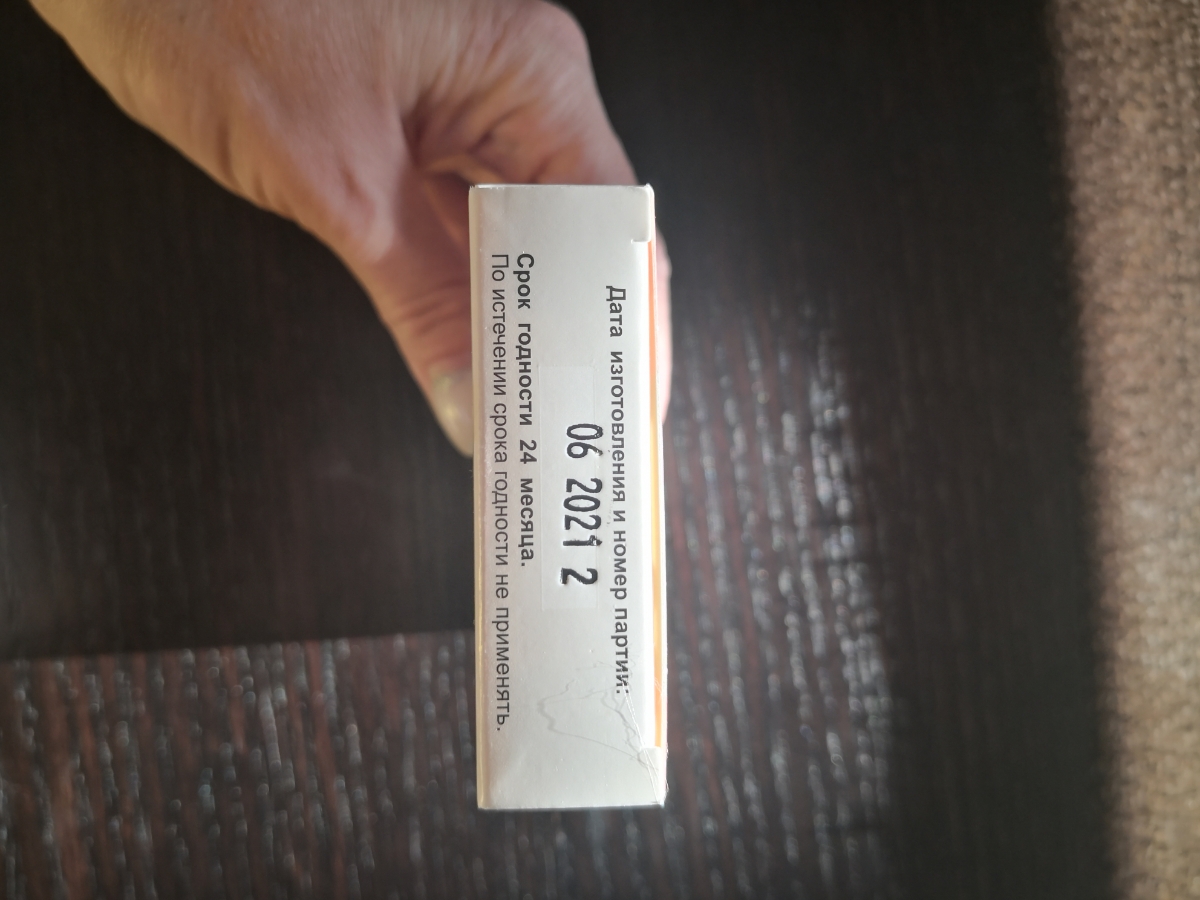 Дата изготовления и номер партии:
06 2021 2
Срок годности 24 месяца.
По истечении срока годности не применять.